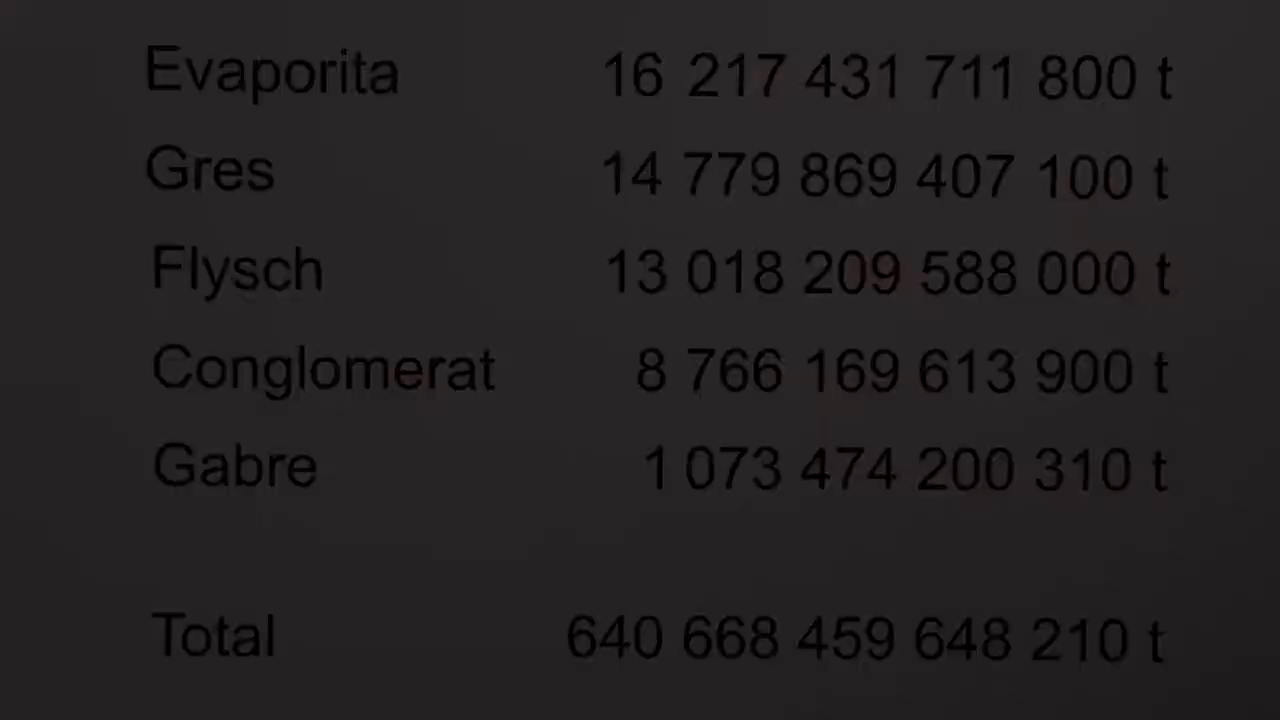 Evaporita 16 217 431 711 800 t
Gres 14 779 869 407 100 t
Flysch 13 018 209 588 000 t
Conglomerat 8 766 169 613 900 t
Gabre 1 073 474 200 310 t
Total 640 668 459 648 210 t